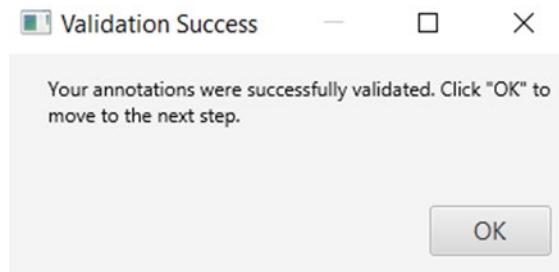 Validation Success
Your annotations were successfully validated. Click "OK" to
move to the next step.
OK